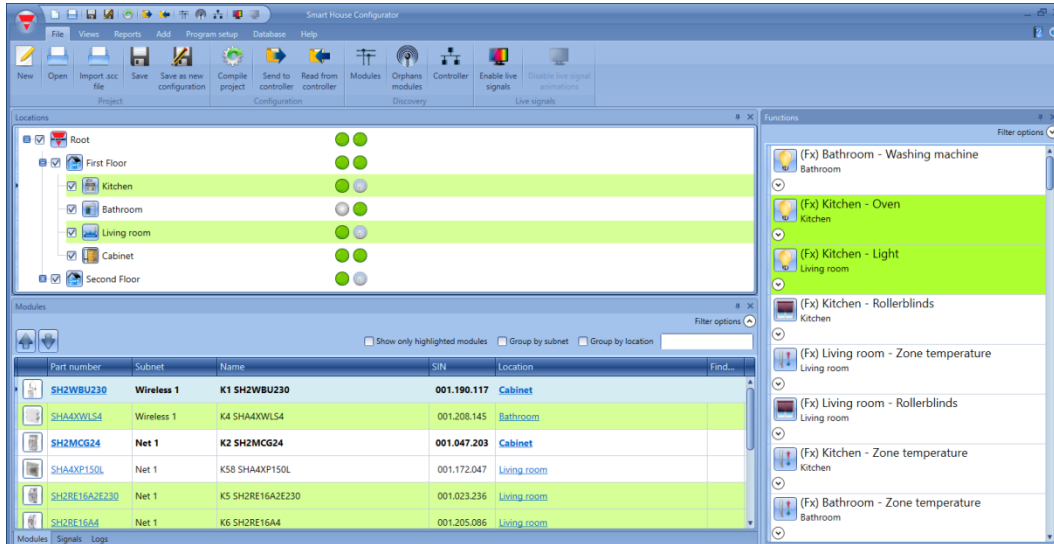 Smart House Configurator
File Views Reports Add Program setup Database Help
New Open Import .scc file Save Save as new configuration Compile project Send to controller Read from controller Modules Orphans modules Controller Enable live signals Disable live signal animations
Project Configuration Discovery Live signals
Locations
Root
First Floor
Kitchen
Bathroom
Living room
Cabinet
Second Floor
Modules
Filter options
Show only highlighted modules Group by subnet Group by location
Part number Subnet Name SIN Location Find...
SH2WBU230 Wireless 1 K1 SH2WBU230 001.190.117 Cabinet
SHA4XWLS4 Wireless 1 K4 SHA4XWLS4 001.208.145 Bathroom
SH2MCG24 Net 1 K2 SH2MCG24 001.047.203 Cabinet
SHA4XP150L Net 1 K58 SHA4XP150L 001.172.047 Living room
SH2RE16A2E230 Net 1 K5 SH2RE16A2E230 001.023.236 Living room
SH2RE16A4 Net 1 K6 SH2RE16A4 001.205.086 Living room
Modules Signals Logs
Functions
Filter options
(Fx) Bathroom - Washing machine
Bathroom
(Fx) Kitchen - Oven
Kitchen
(Fx) Kitchen - Light
Living room
(Fx) Kitchen - Rollerblinds
Kitchen
(Fx) Living room - Zone temperature
Living room
(Fx) Living room - Rollerblinds
Living room
(Fx) Kitchen - Zone temperature
Kitchen
(Fx) Bathroom - Zone temperature
Bathroom